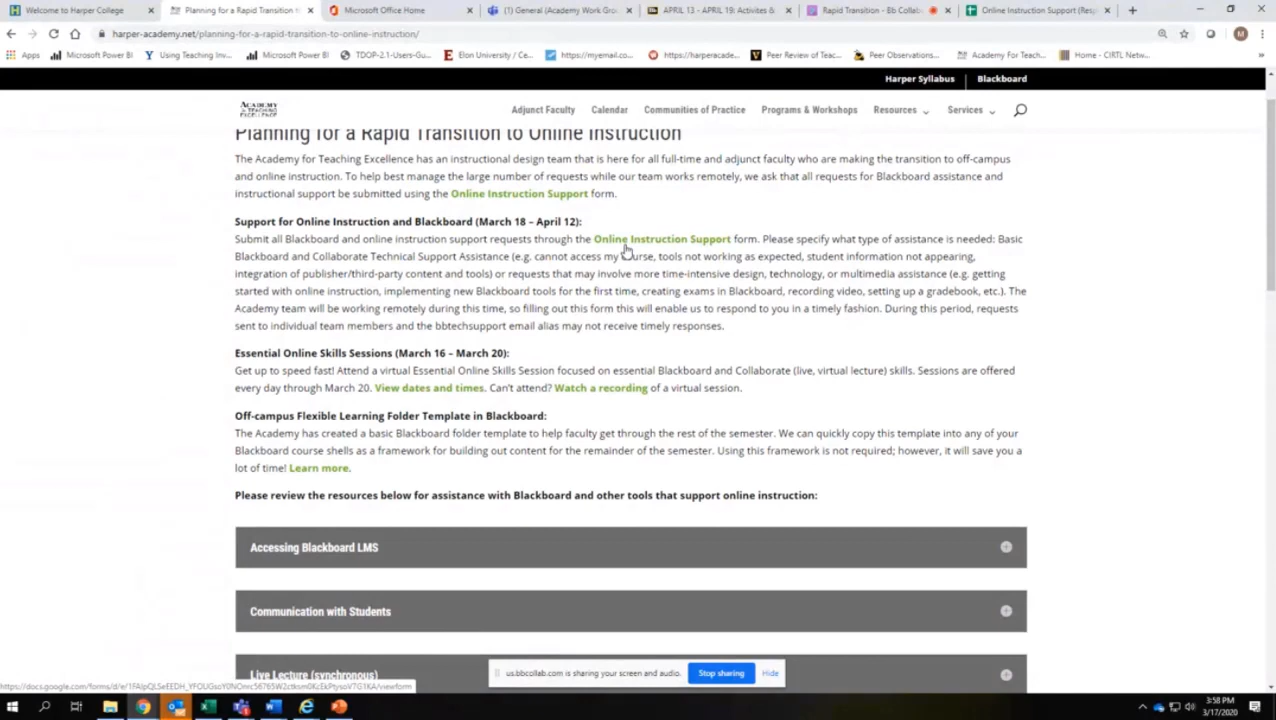 Welcome to Harper College
Planning for a Rapid Transition t
Microsoft Office Home
(1) General (Academy Work Gro
APRIL 13 - APRIL 19: Activites &
Rapid Transition - Bb Collab
Online Instruction Support (Resp
harper-academy.net/planning-for-a-rapid-transition-to-online-instruction/
M
Apps
Microsoft Power BI
Using Teaching Inv...
Microsoft Power BI
TDOP-2.1-Users-Gu...
Elon University / Ce...
https://myemail.co...
https://harperacade...
Peer Review of Teac...
Peer Observations...
Academy For Teach...
Home - CIRTL Netw...
Harper Syllabus
Blackboard
ACADEMY
TEACHING
EXCELLENCE
Adjunct Faculty
Calendar
Communities of Practice
Programs & Workshops
Resources
Services
Planning for a Rapid Transition to Online Instruction
The Academy for Teaching Excellence has an instructional design team that is here for all full-time and adjunct faculty who are making the transition to off-campus
and online instruction. To help best manage the large number of requests while our team works remotely, we ask that all requests for Blackboard assistance and
instructional support be submitted using the Online Instruction Support form.
Support for Online Instruction and Blackboard (March 18 – April 12):
Submit all Blackboard and online instruction support requests through the Online Instruction Support form. Please specify what type of assistance is needed: Basic
Blackboard and Collaborate Technical Support Assistance (e.g. cannot access my course, tools not working as expected, student information not appearing,
integration of publisher/third-party content and tools) or requests that may involve more time-intensive design, technology, or multimedia assistance (e.g. getting
started with online instruction, implementing new Blackboard tools for the first time, creating exams in Blackboard, recording video, setting up a gradebook, etc.). The
Academy team will be working remotely during this time, so filling out this form this will enable us to respond to you in a timely fashion. During this period, requests
sent to individual team members and the bbtechsupport email alias may not receive timely responses.
Essential Online Skills Sessions (March 16 – March 20):
Get up to speed fast! Attend a virtual Essential Online Skills Session focused on essential Blackboard and Collaborate (live, virtual lecture) skills. Sessions are offered
every day through March 20. View dates and times. Can't attend? Watch a recording of a virtual session.
Off-campus Flexible Learning Folder Template in Blackboard:
The Academy has created a basic Blackboard folder template to help faculty get through the rest of the semester. We can quickly copy this template into any of your
Blackboard course shells as a framework for building out content for the remainder of the semester. Using this framework is not required; however, it will save you a
lot of time! Learn more.
Please review the resources below for assistance with Blackboard and other tools that support online instruction:
Accessing Blackboard LMS
Communication with Students
Live Lecture (synchronous)
us.bbcollab.com is sharing your screen and audio.
Stop sharing
Hide
3:58 PM
3/17/2020